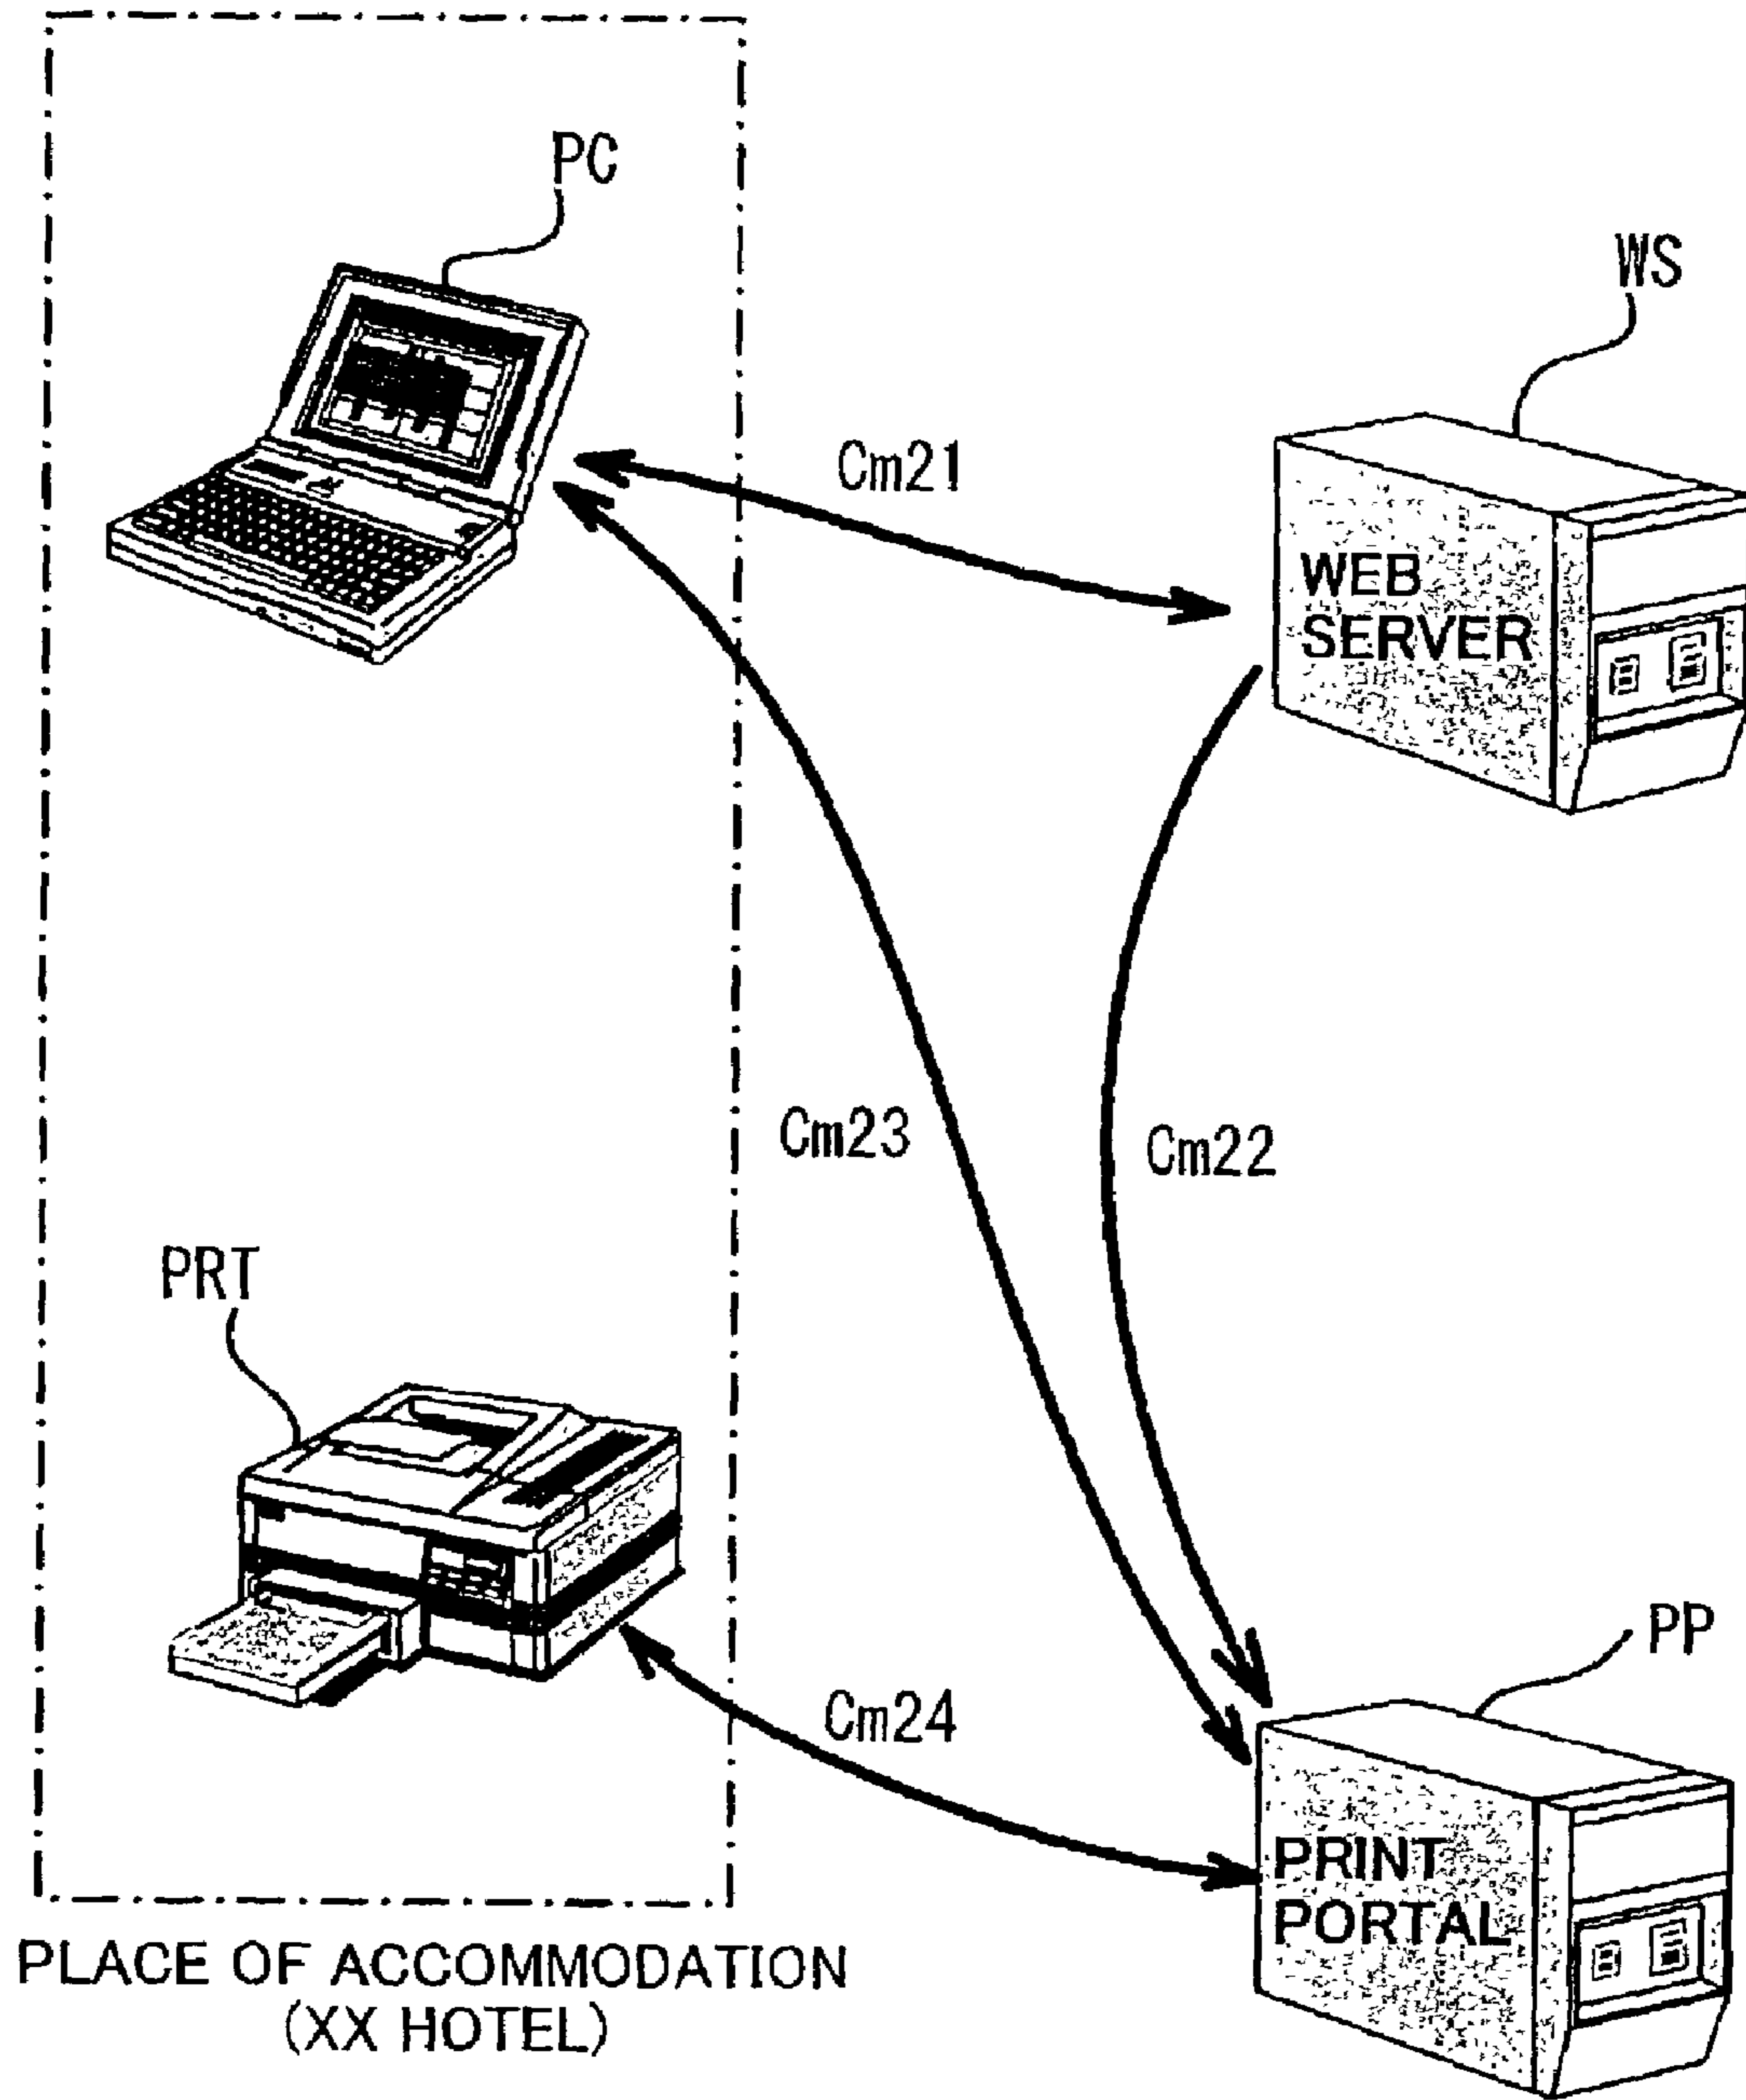 PC
WS
Cm21
WEB
SERVER
Cm23
Cm22
PRT
PP
Cm24
PRINT
PORTAL
PLACE OF ACCOMMODATION
(XX HOTEL)